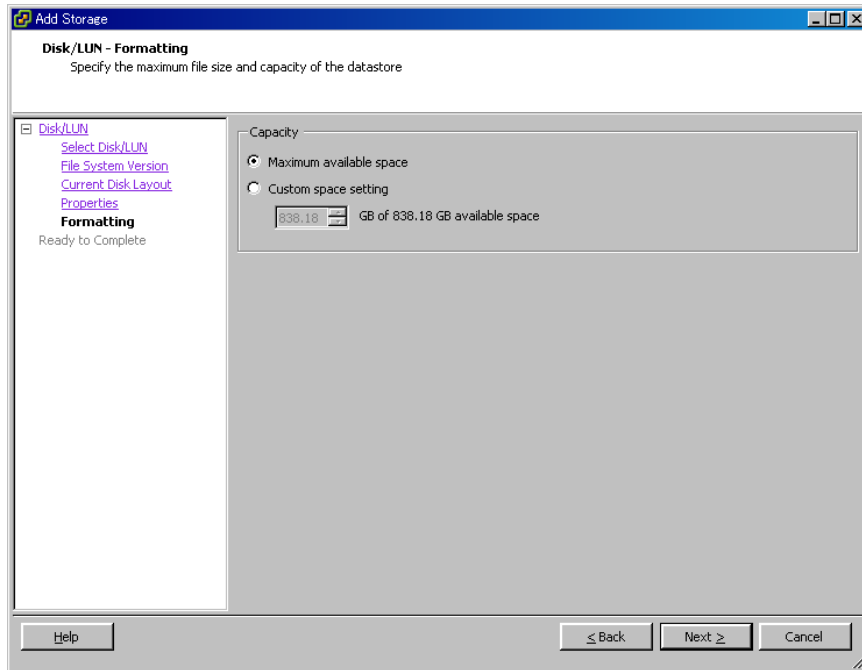 Add Storage
Disk/LUN - Formatting
Specify the maximum file size and capacity of the datastore
Disk/LUN
Select Disk/LUN
File System Version
Current Disk Layout
Properties
Formatting
Ready to Complete
Capacity
Maximum available space
Custom space setting
838.18 GB of 838.18 GB available space
Help
< Back
Next >
Cancel